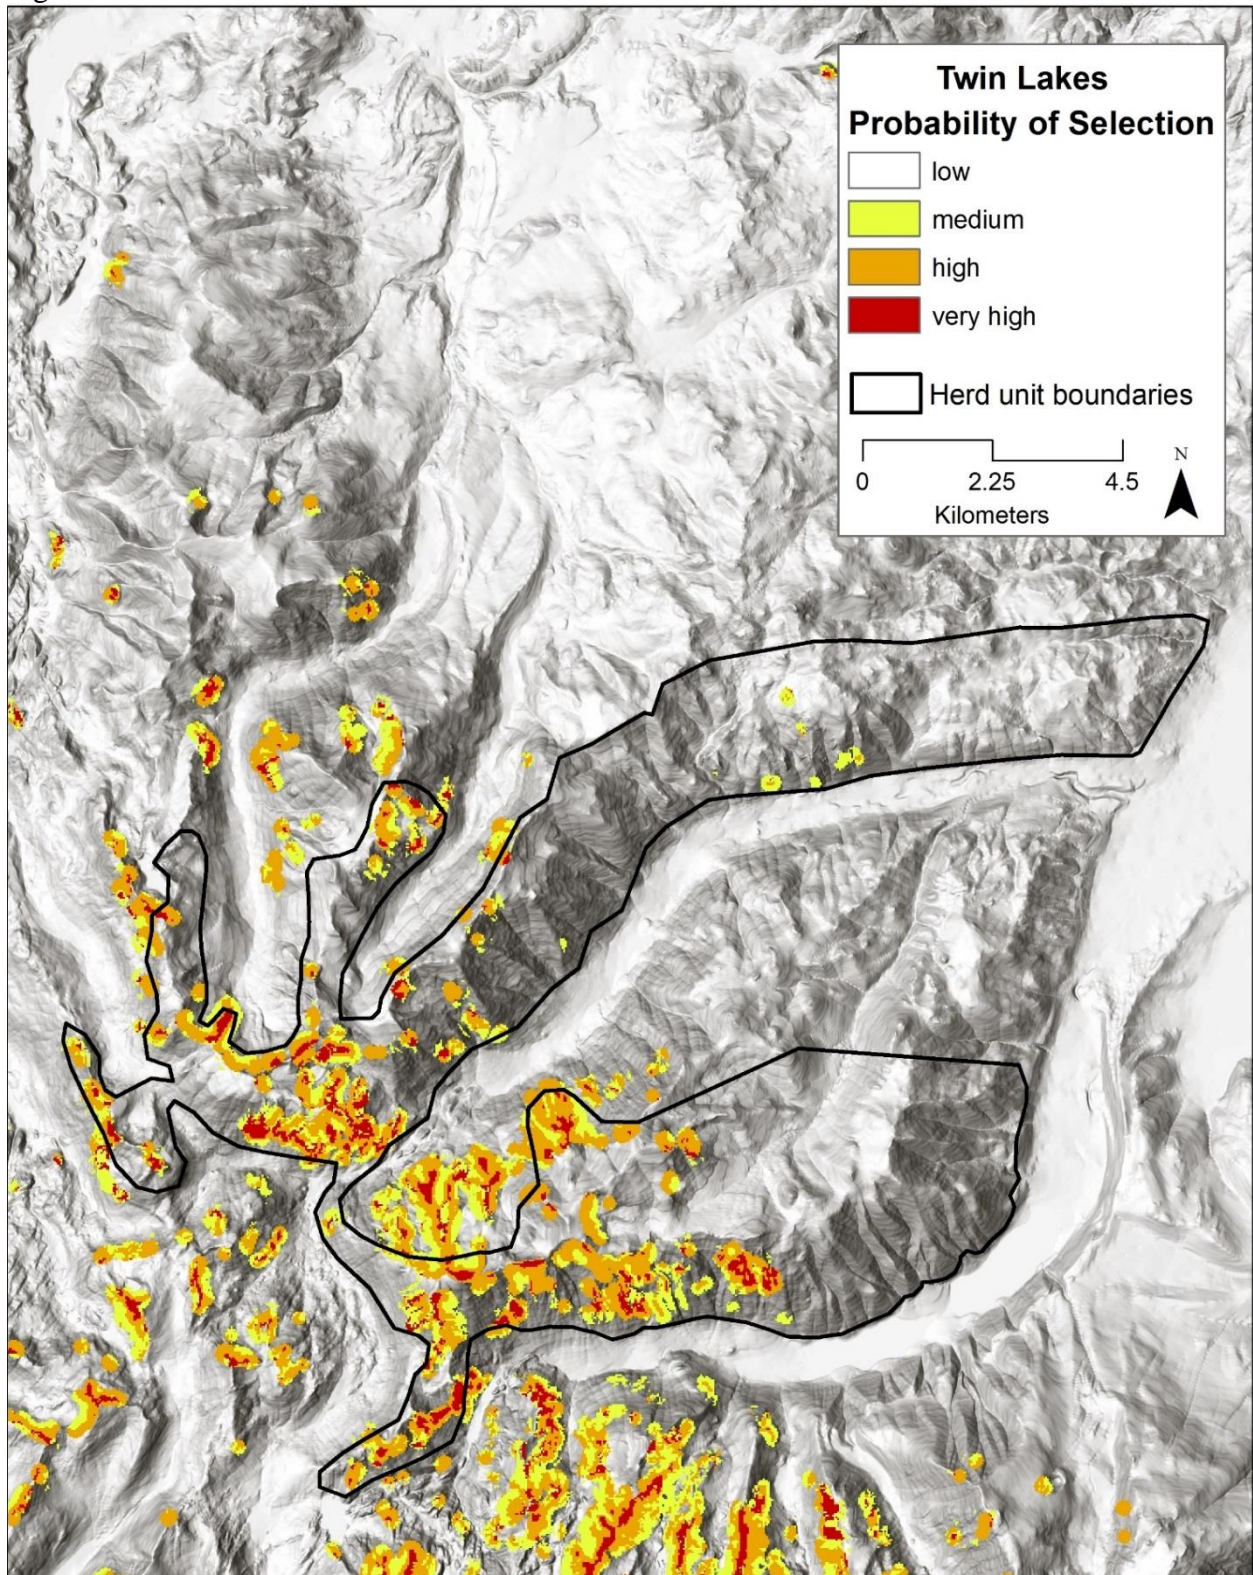 Twin Lakes
Probability of Selection
low
medium
high
very high
Herd unit boundaries
N
0 2.25 4.5
Kilometers